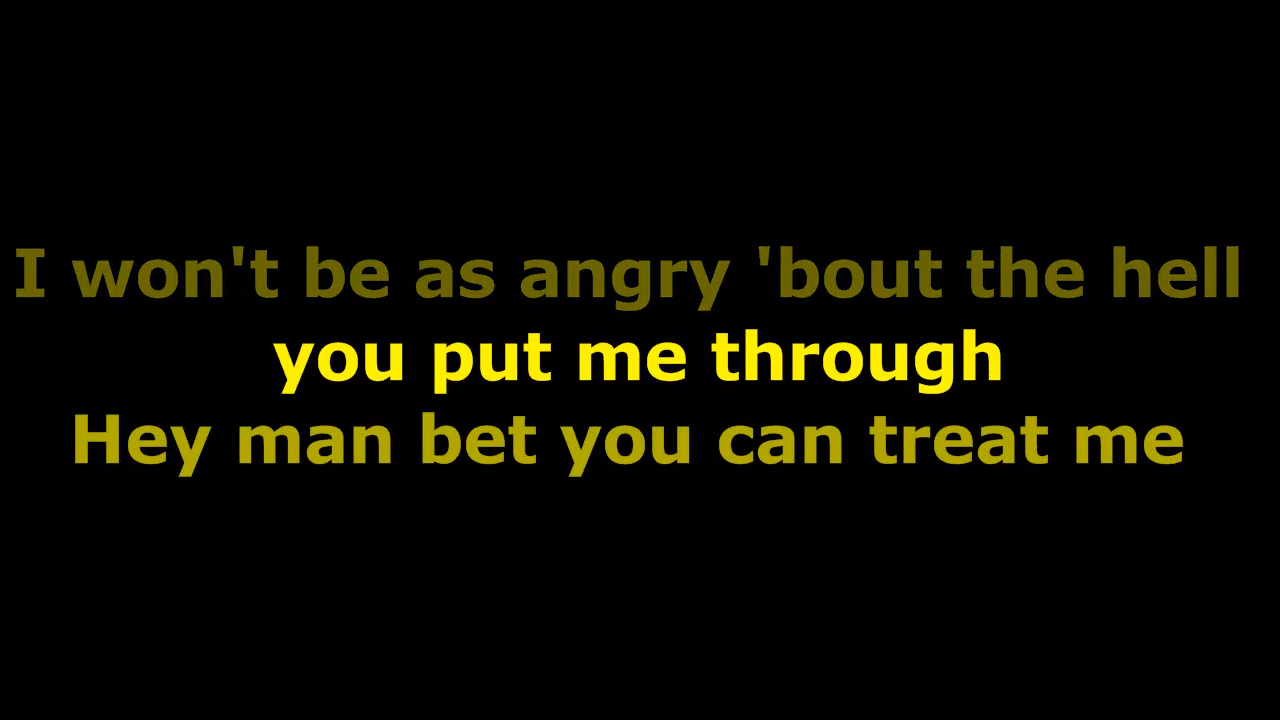 I won't be as angry 'bout the hell
you put me through
Hey man bet you can treat me